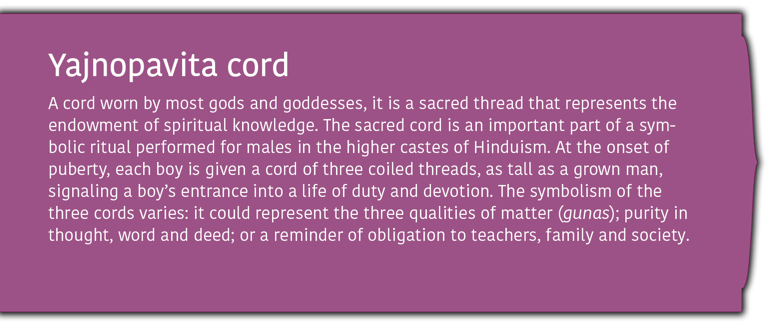 Yajnopavita cord
A cord worn by most gods and goddesses, it is a sacred thread that represents the
endowment of spiritual knowledge. The sacred cord is an important part of a sym-
bolic ritual performed for males in the higher castes of Hinduism. At the onset of
puberty, each boy is given a cord of three coiled threads, as tall as a grown man,
signaling a boy’s entrance into a life of duty and devotion. The symbolism of the
three cords varies: it could represent the three qualities of matter (gunas); purity in
thought, word and deed; or a reminder of obligation to teachers, family and society.